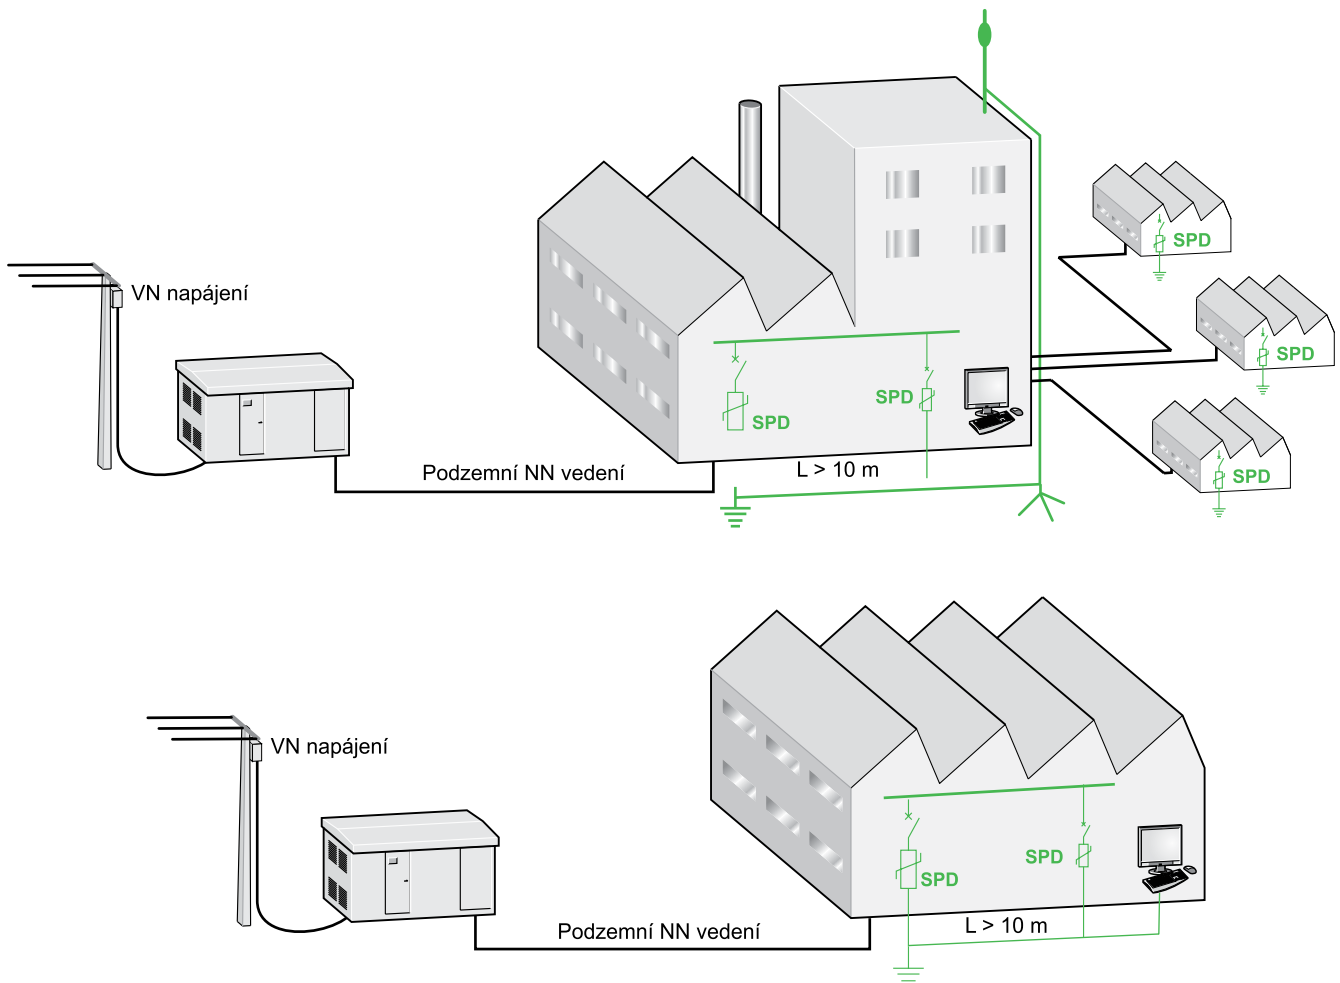 SPD
VN napájení
SPD
SPD
SPD
Podzemní NN vedení
L > 10 m
SPD
VN napájení
SPD
SPD
Podzemní NN vedení
L > 10 m